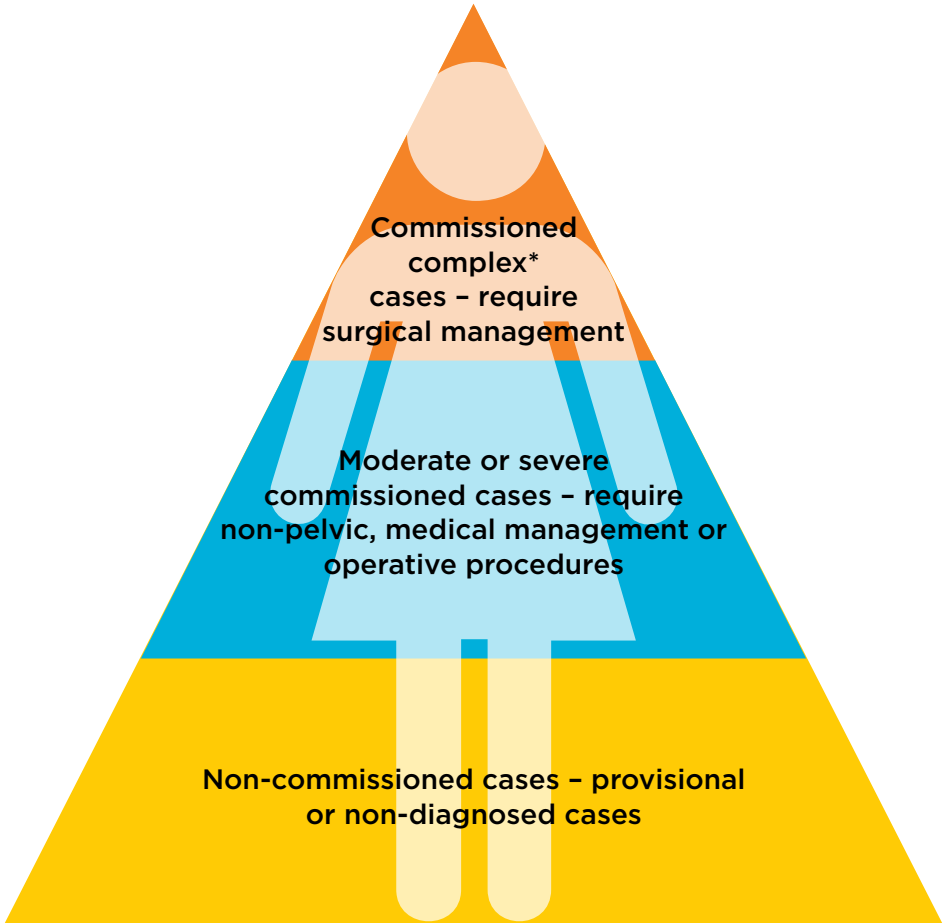 Commissioned
complex*
cases – require
surgical management
Moderate or severe
commissioned cases – require
non-pelvic, medical management or
operative procedures
Non-commissioned cases – provisional
or non-diagnosed cases